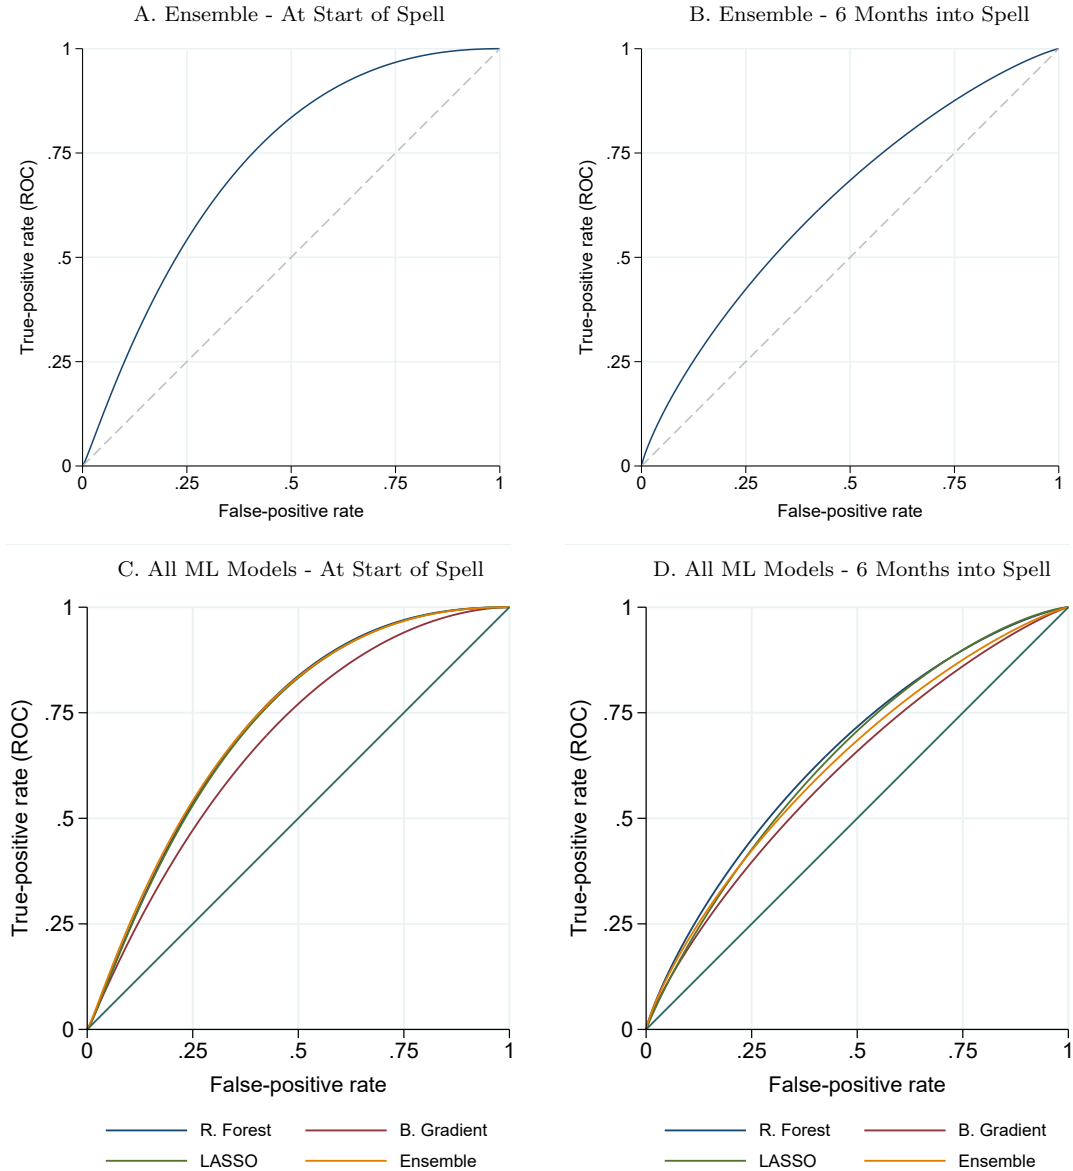 A. Ensemble - At Start of Spell
True-positive rate (ROC)
1
.75
.5
.25
0
0 .25 .5 .75 1
False-positive rate
B. Ensemble - 6 Months into Spell
True-positive rate (ROC)
1
.75
.5
.25
0
0 .25 .5 .75 1
False-positive rate
C. All ML Models - At Start of Spell
True-positive rate (ROC)
1
.75
.5
.25
0
0 .25 .5 .75 1
False-positive rate
R. Forest B. Gradient
LASSO Ensemble
D. All ML Models - 6 Months into Spell
True-positive rate (ROC)
1
.75
.5
.25
0
0 .25 .5 .75 1
False-positive rate
R. Forest B. Gradient
LASSO Ensemble